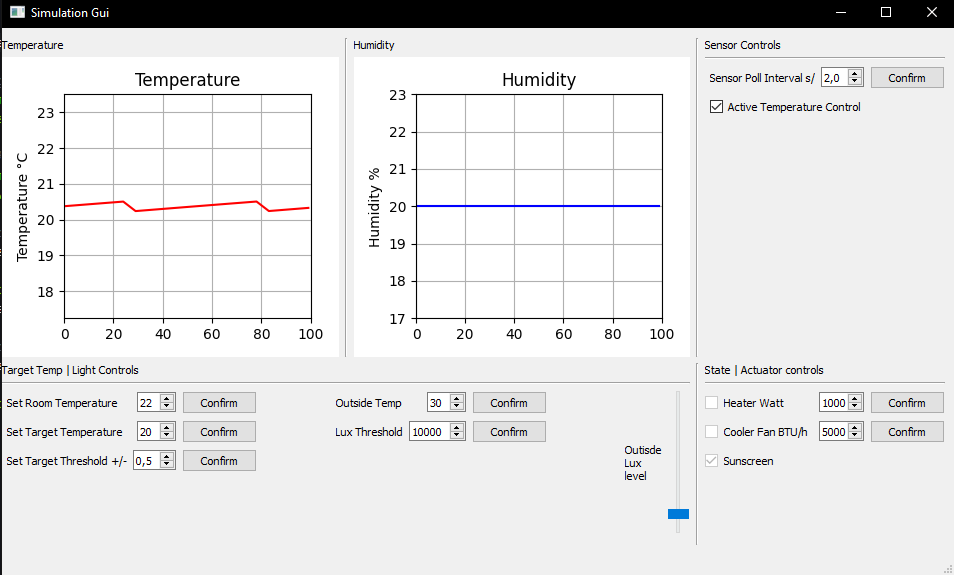 Simulation Gui
Temperature
Humidity
Sensor Controls
Temperature
23
22
21
20
19
18
Temperature °C
0 20 40 60 80 100
Humidity
23
22
21
20
19
18
17
Humidity %
0 20 40 60 80 100
Sensor Poll Interval s/ 2,0 Confirm
Active Temperature Control
Target Temp | Light Controls
Set Room Temperature 22 Confirm
Set Target Temperature 20 Confirm
Set Target Threshold +/- 0,5 Confirm
Outside Temp 30 Confirm
Lux Threshold 10000 Confirm
Outisde
Lux
level
State | Actuator controls
Heater Watt 1000 Confirm
Cooler Fan BTU/h 5000 Confirm
Sunscreen